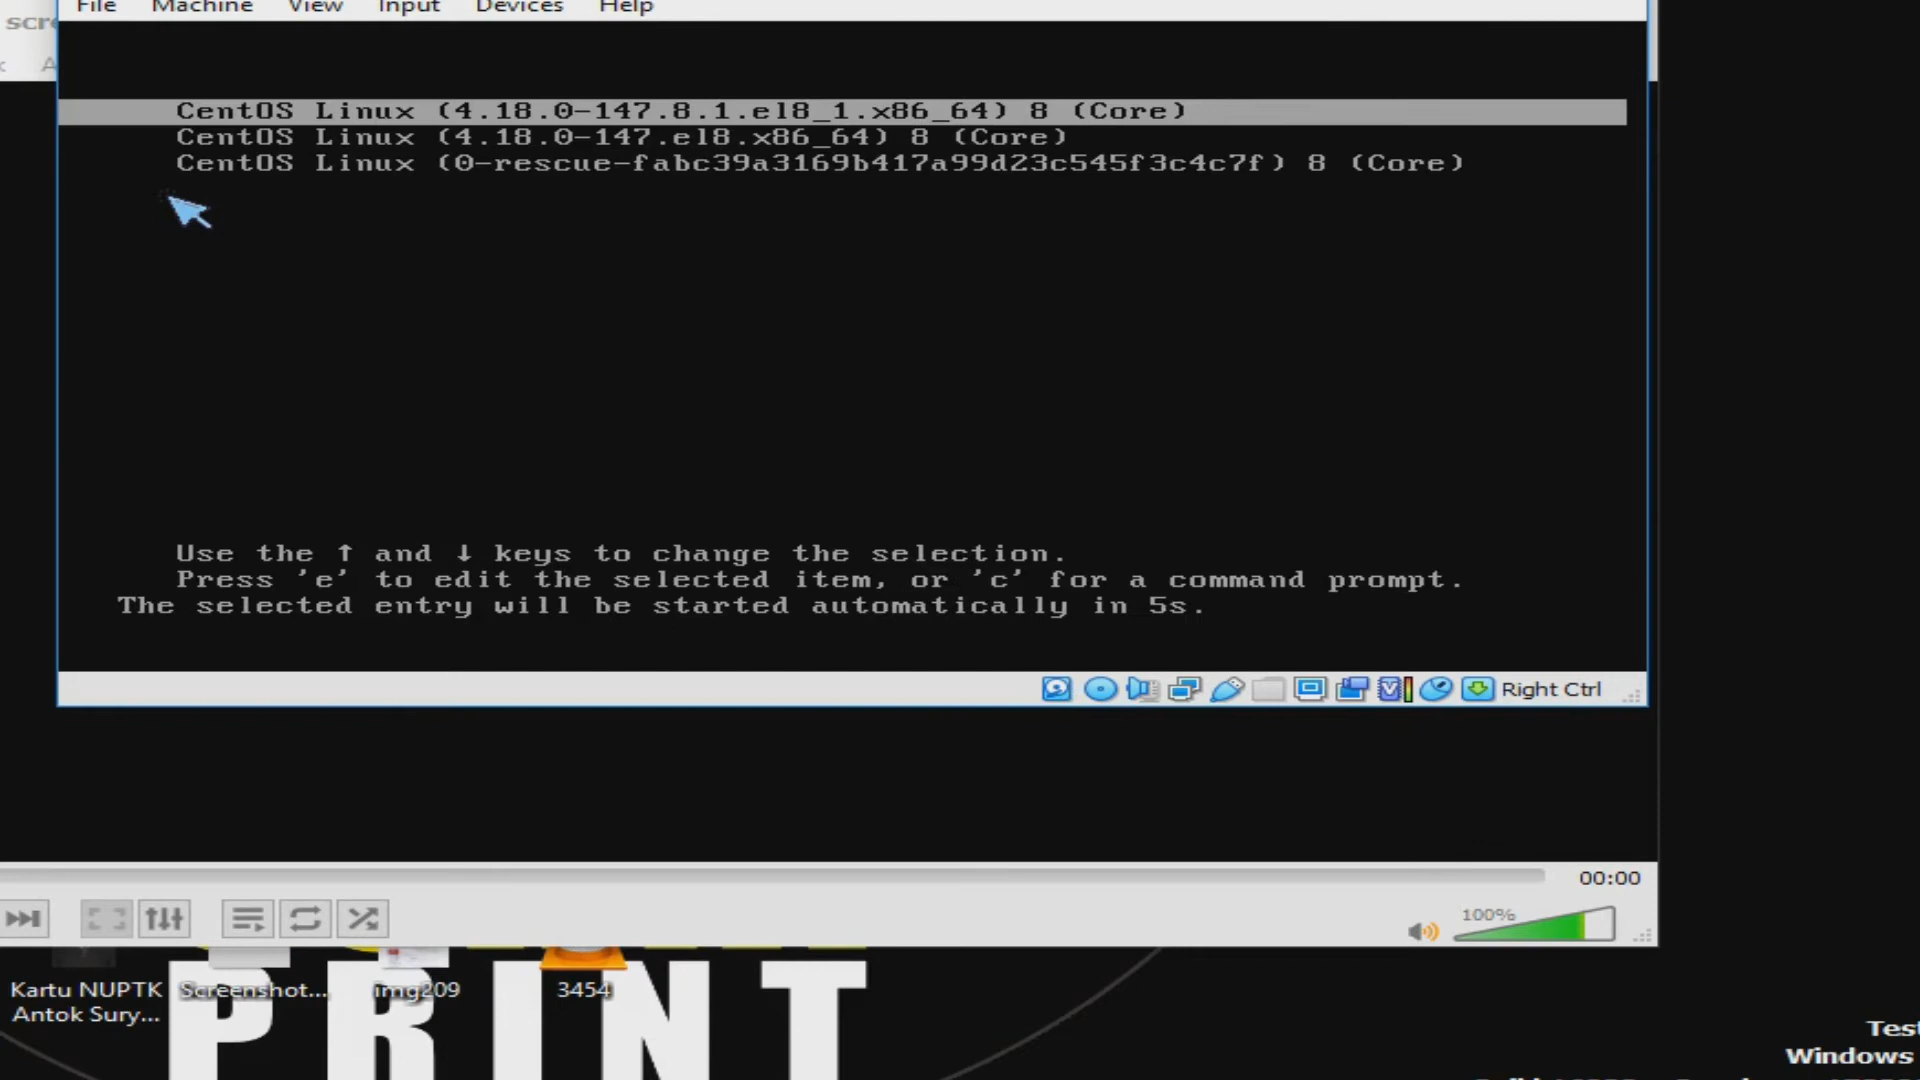 scre
File Machine View Input Devices Help
CentOS Linux (4.18.0-147.8.1.el8_1.x86_64) 8 (Core)
CentOS Linux (4.18.0-147.el8.x86_64) 8 (Core)
CentOS Linux (0-rescue-fabc39a3169b417a99d23c545f3c4c7f) 8 (Core)
Use the ↑ and ↓ keys to change the selection.
Press 'e' to edit the selected item, or 'c' for a command prompt.
The selected entry will be started automatically in 5s.
Right Ctrl
00:00
100%
Kartu NUPTK
Antok Sury...
Screenshot...
img209
3454
PRINT
Test
Windows